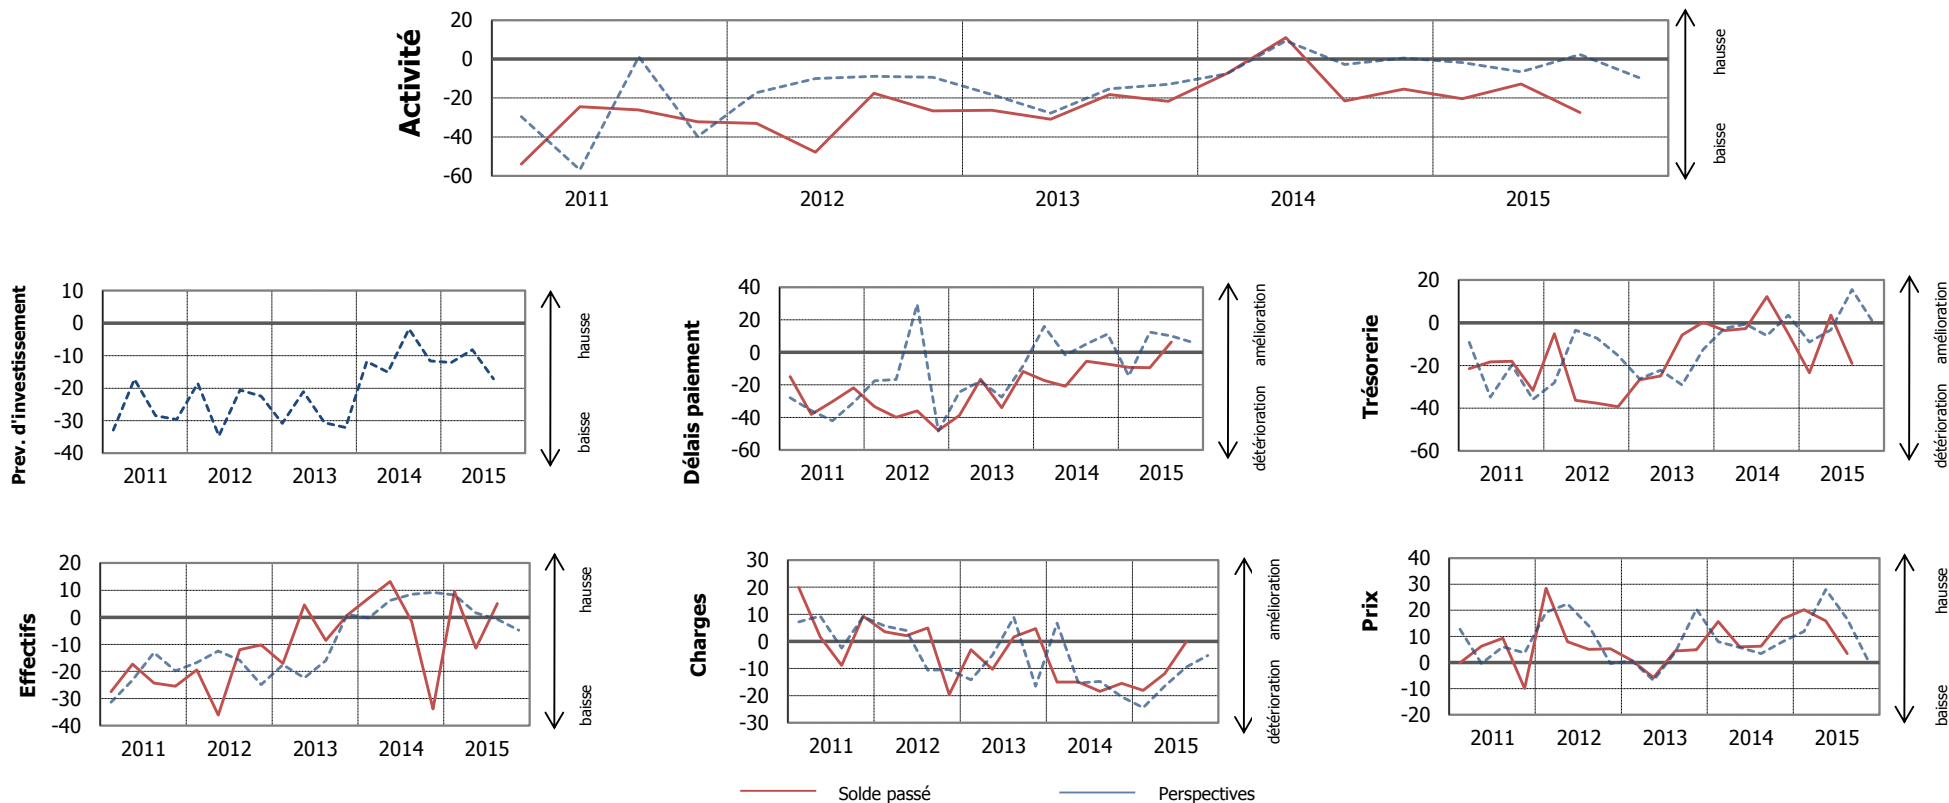 Activité
20
0
-20
-40
-60
2011 2012 2013 2014 2015
hausse
baisse
Prev. d'investissement
10
0
-10
-20
-30
-40
2011 2012 2013 2014 2015
hausse
baisse
Délais paiement
40
20
0
-20
-40
-60
2011 2012 2013 2014 2015
amélioration
détérioration
Trésorerie
20
0
-20
-40
-60
2011 2012 2013 2014 2015
amélioration
détérioration
Effectifs
20
10
0
-10
-20
-30
-40
2011 2012 2013 2014 2015
hausse
baisse
Charges
30
20
10
0
-10
-20
-30
2011 2012 2013 2014 2015
amélioration
détérioration
Prix
40
30
20
10
0
-10
-20
2011 2012 2013 2014 2015
hausse
baisse
Solde passé Perspectives